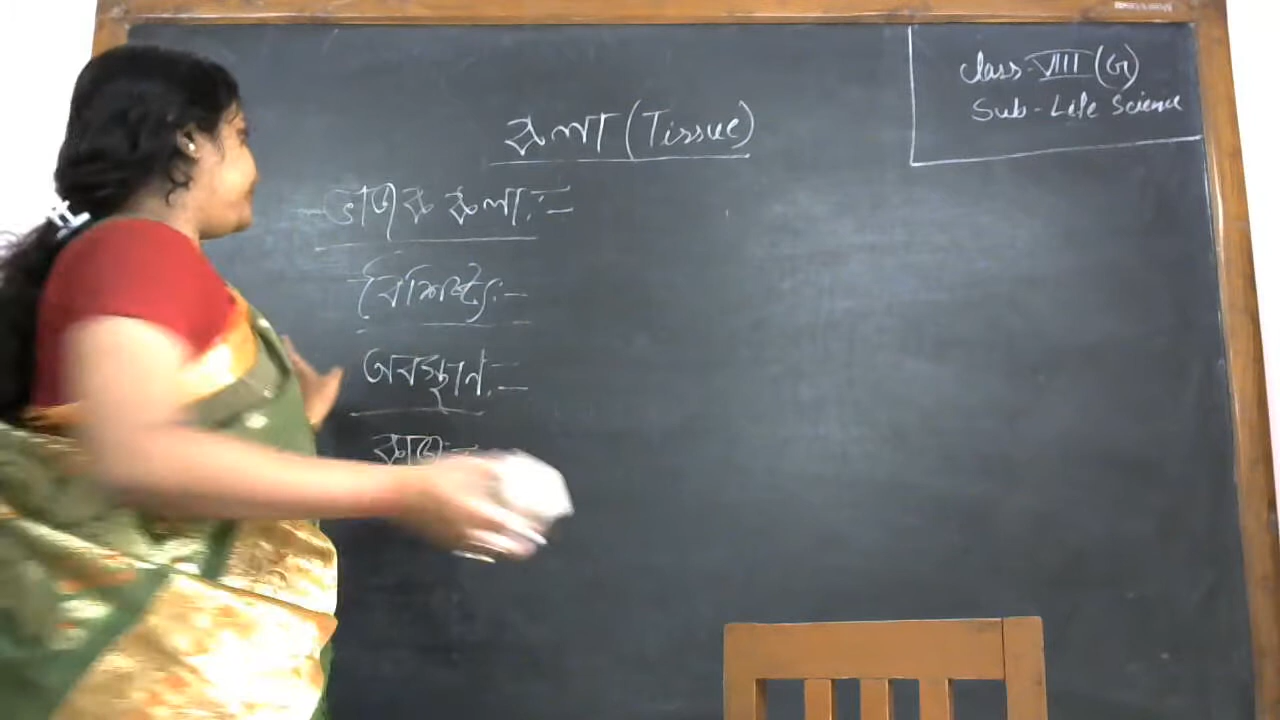 Class-VIII (G)
Sub-Life Science
কলা (Tissue)
ভাজক কলা:-
বৈশিষ্ট্য:-
অবস্থান:-
কাজ:-